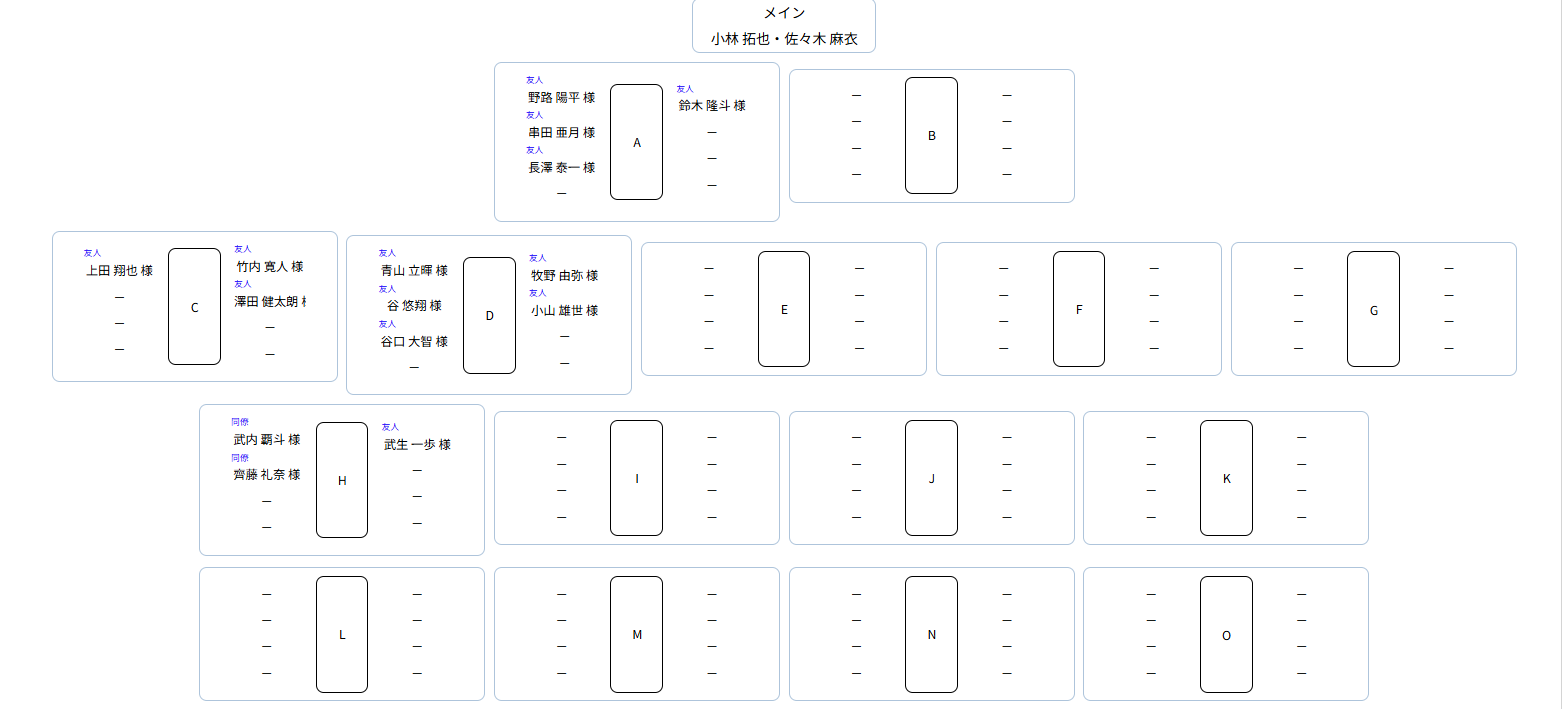 メイン
小林 拓也・佐々木 麻衣
友人
野路 陽平 様
友人
串田 亜月 様
友人
長澤 泰一 様
—
A
友人
鈴木 隆斗 様
—
—
—
—
—
—
—
B
—
—
—
—
友人
上田 翔也 様
—
—
—
C
友人
竹内 寛人 様
友人
澤田 健太朗
—
—
友人
青山 立暉 様
友人
谷 悠翔 様
友人
谷口 大智 様
—
D
友人
牧野 由弥 様
友人
小山 雄世 様
—
—
—
—
—
—
E
—
—
—
—
—
—
—
—
F
—
—
—
—
—
—
—
—
G
—
—
—
—
同僚
武内 覇斗 様
同僚
齊藤 礼奈 様
—
—
H
友人
武生 一歩 様
—
—
—
—
—
—
—
I
—
—
—
—
—
—
—
—
J
—
—
—
—
—
—
—
—
K
—
—
—
—
—
—
—
—
L
—
—
—
—
—
—
—
—
M
—
—
—
—
—
—
—
—
N
—
—
—
—
—
—
—
—
O
—
—
—
—